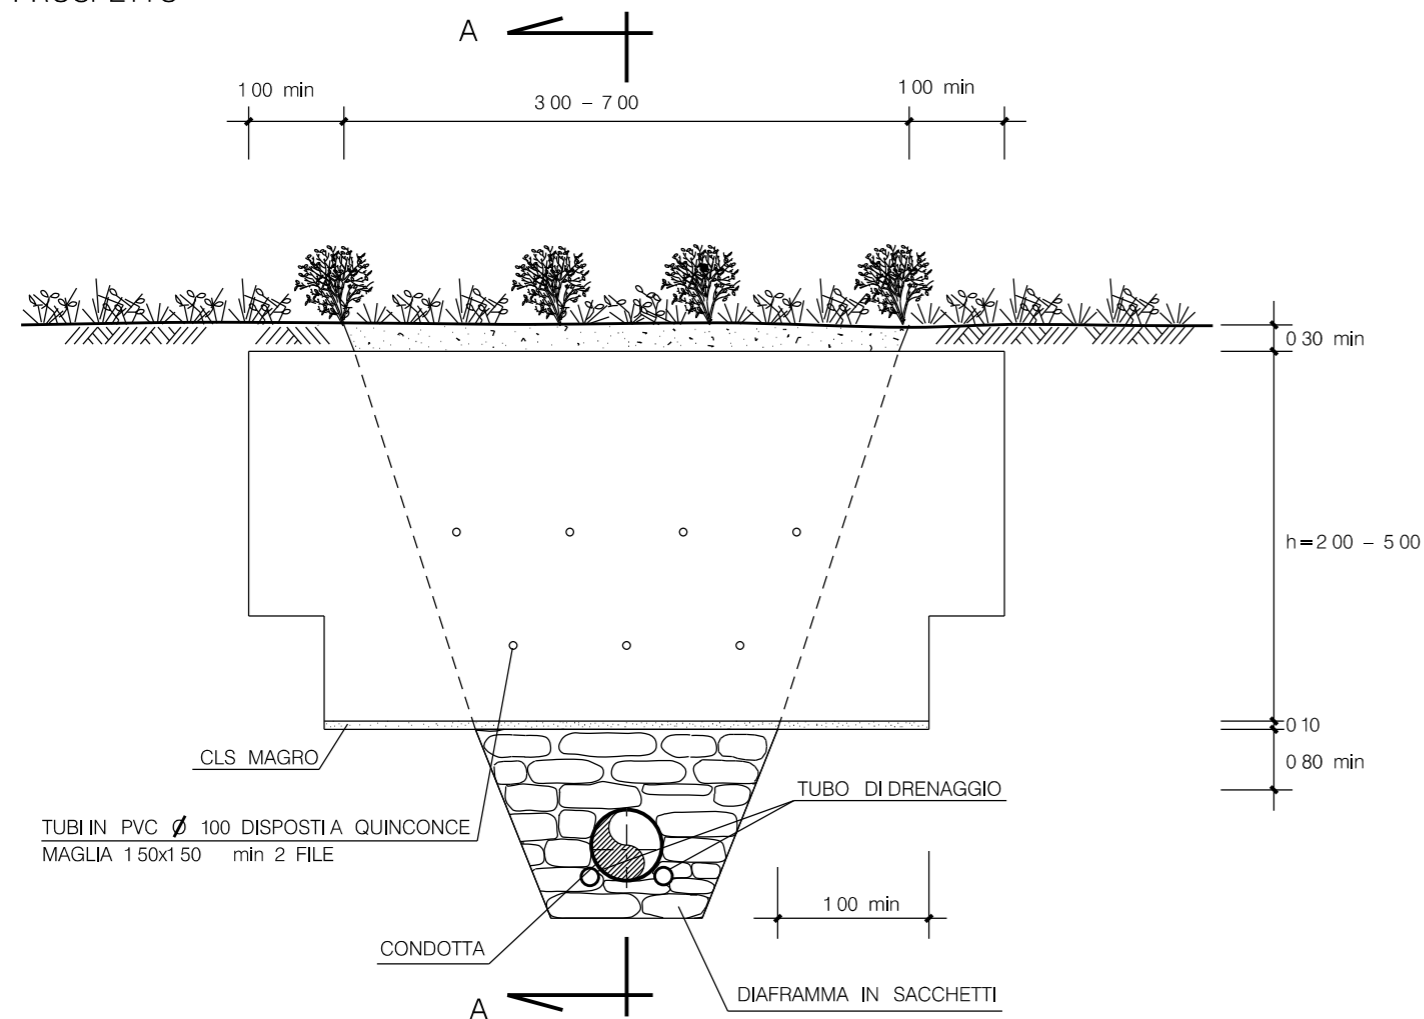 PROSPETTO
A
1 00 min
3 00 – 7 00
1 00 min
0 30 min
h=2 00 – 5 00
0 10
0 80 min
CLS MAGRO
TUBO DI DRENAGGIO
TUBI IN PVC Ø 100 DISPOSTI A QUINCONCE
MAGLIA 1 50x1 50 min 2 FILE
1 00 min
CONDOTTA
DIAFRAMMA IN SACCHETTI
A